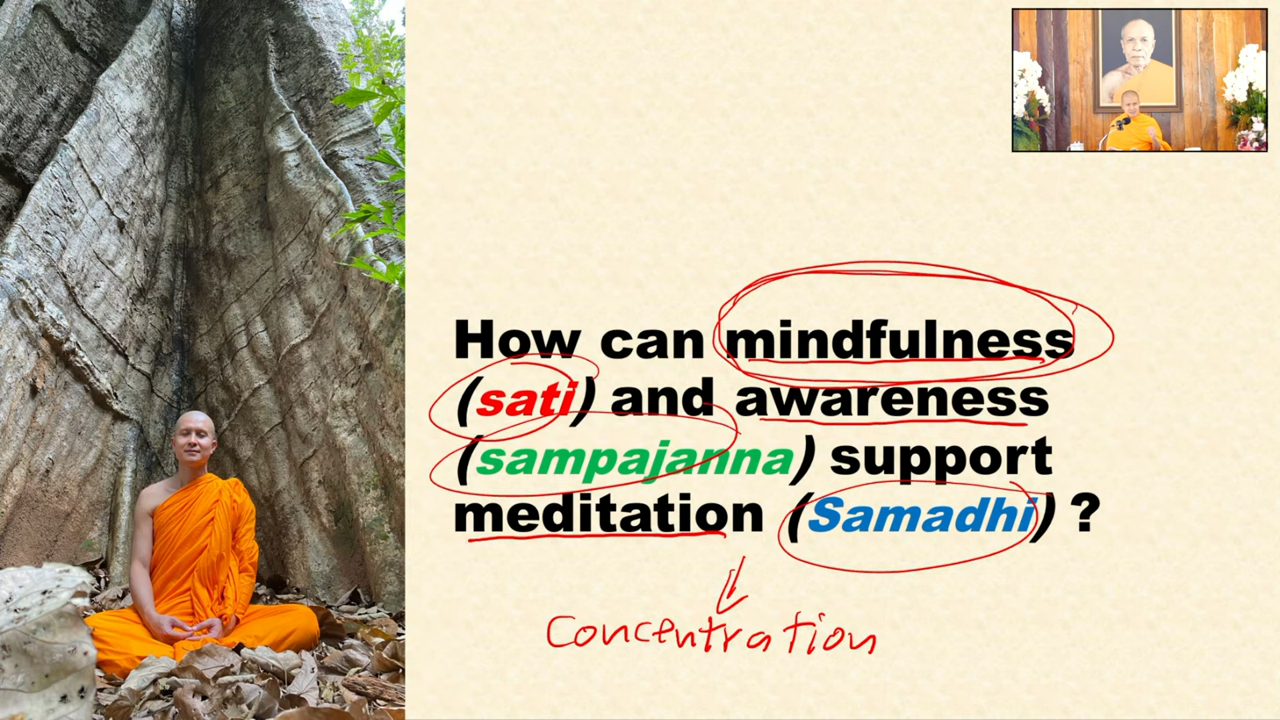 How can mindfulness
(sati) and awareness
(sampajanna) support
meditation (Samadhi) ?
Concentration